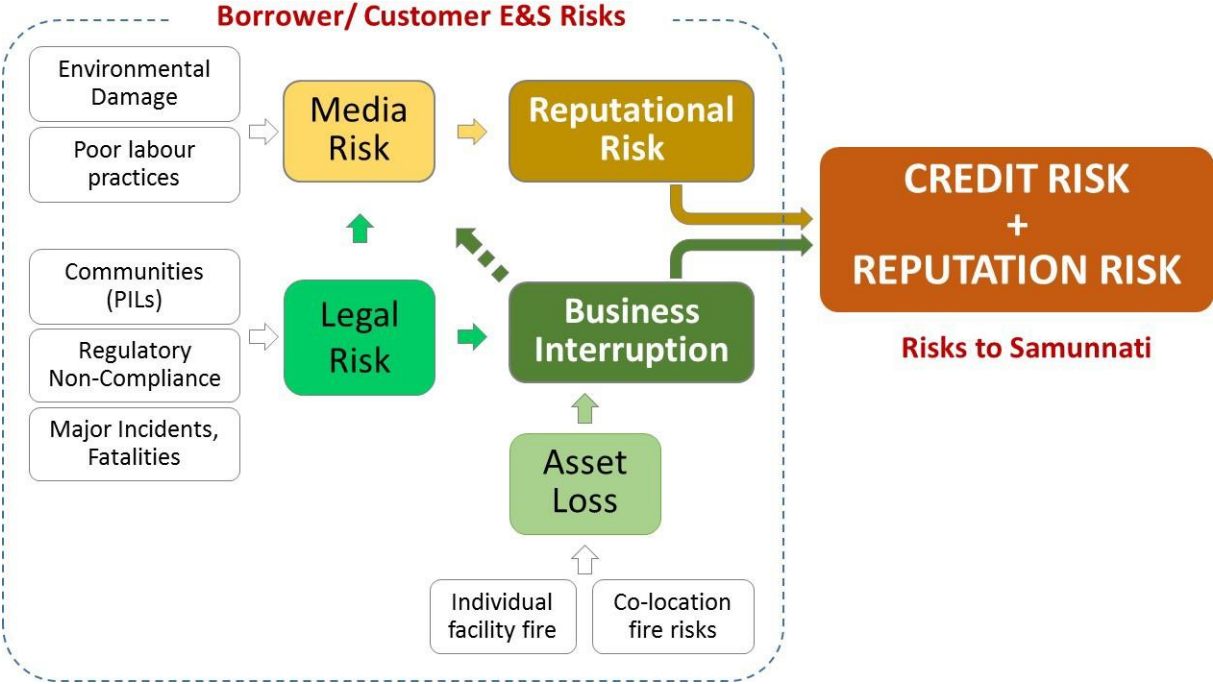 Borrower/ Customer E&S Risks
Environmental
Damage
Poor labour
practices
Media
Risk
Reputational
Risk
CREDIT RISK
+
REPUTATION RISK
Risks to Samunnati
Communities
(PILs)
Regulatory
Non-Compliance
Major Incidents,
Fatalities
Legal
Risk
Business
Interruption
Asset
Loss
Individual
facility fire
Co-location
fire risks